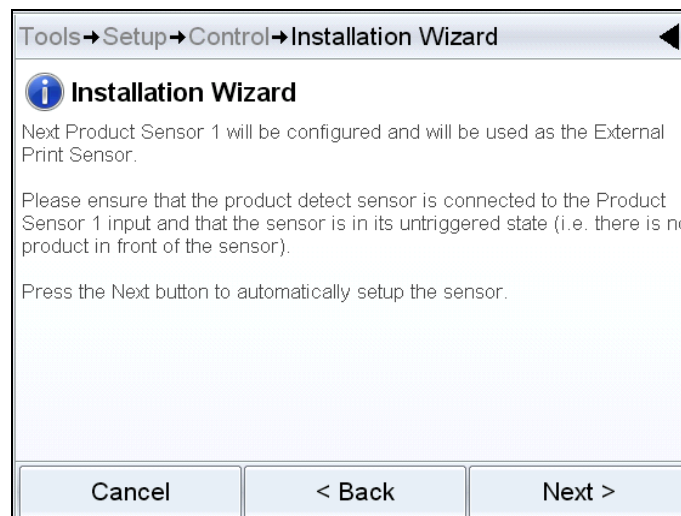 Tools→Setup→Control→Installation Wizard
Installation Wizard
Next Product Sensor 1 will be configured and will be used as the External
Print Sensor.
Please ensure that the product detect sensor is connected to the Product
Sensor 1 input and that the sensor is in its untriggered state (i.e. there is no
product in front of the sensor).
Press the Next button to automatically setup the sensor.
Cancel
< Back
Next >